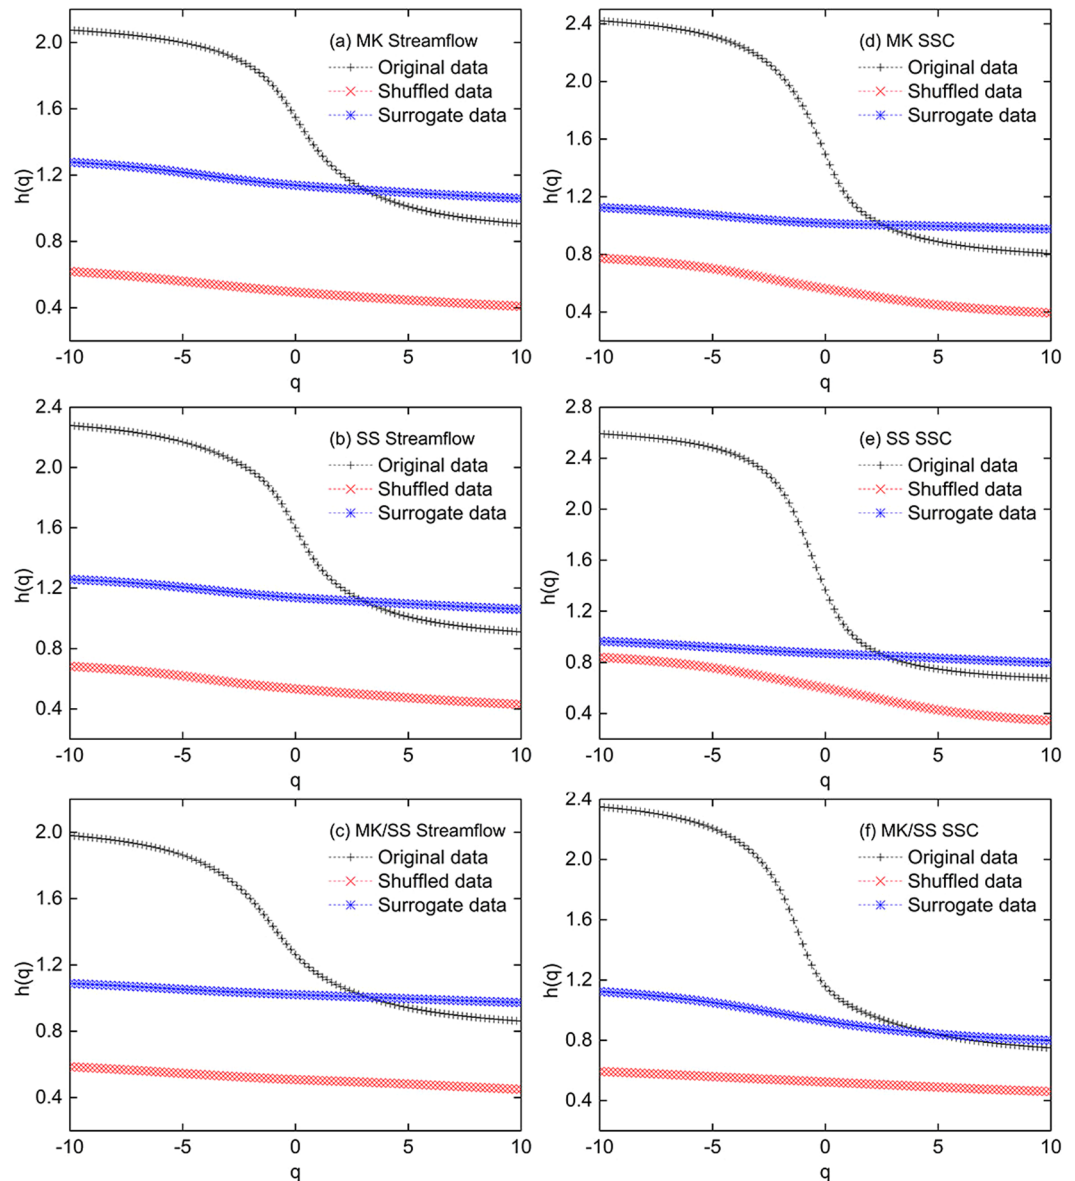 (a) MK Streamflow
Original data
Shuffled data
Surrogate data
h(q)
2.0
1.6
1.2
0.8
0.4
-10 -5 0 5 10
q
(d) MK SSC
Original data
Shuffled data
Surrogate data
h(q)
2.4
2.0
1.6
1.2
0.8
0.4
-10 -5 0 5 10
q
(b) SS Streamflow
Original data
Shuffled data
Surrogate data
h(q)
2.4
2.0
1.6
1.2
0.8
0.4
-10 -5 0 5 10
q
(e) SS SSC
Original data
Shuffled data
Surrogate data
h(q)
2.8
2.4
2.0
1.6
1.2
0.8
0.4
-10 -5 0 5 10
q
(c) MK/SS Streamflow
Original data
Shuffled data
Surrogate data
h(q)
2.0
1.6
1.2
0.8
0.4
-10 -5 0 5 10
q
(f) MK/SS SSC
Original data
Shuffled data
Surrogate data
h(q)
2.4
2.0
1.6
1.2
0.8
0.4
-10 -5 0 5 10
q